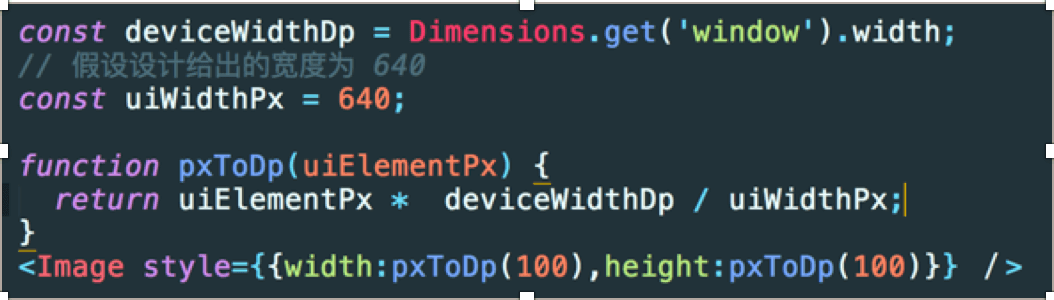 const deviceWidthDp = Dimensions.get('window').width;
// 假设设计给出的宽度为 640
const uiWidthPx = 640;
function pxToDp(uiElementPx) {
return uiElementPx *  deviceWidthDp / uiWidthPx;
}
<Image style={{width:pxToDp(100),height:pxToDp(100)}} />